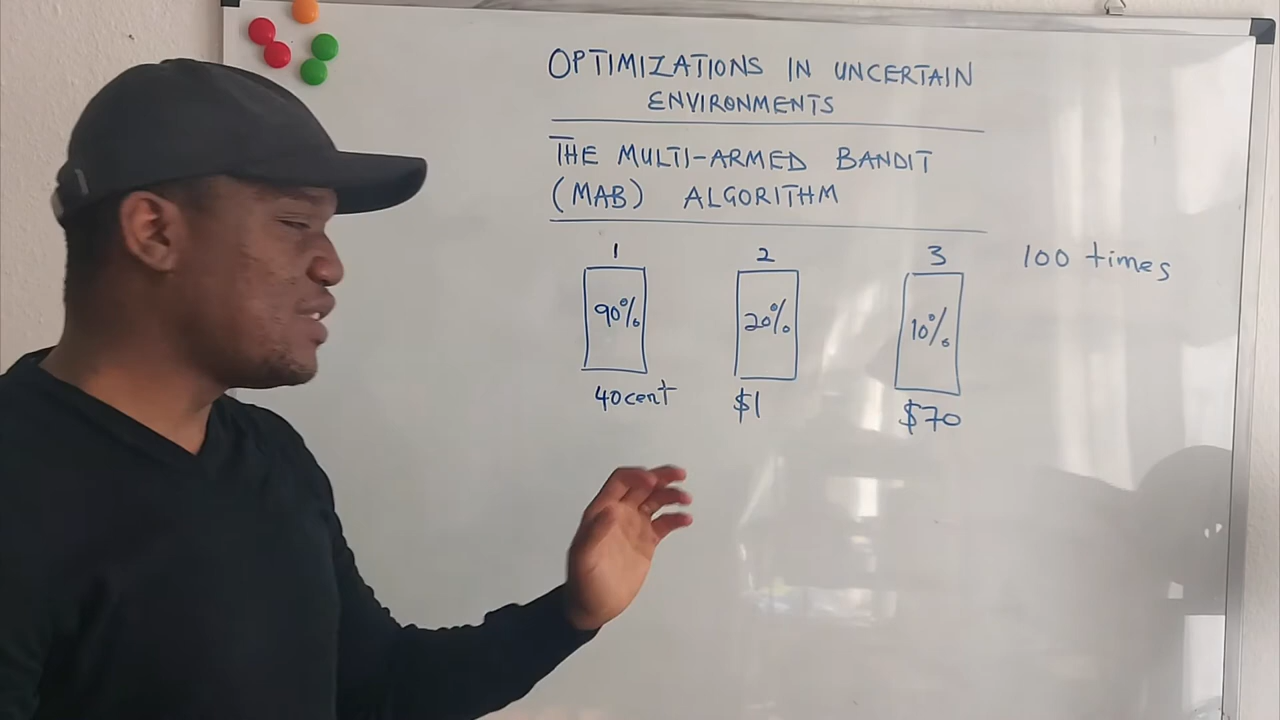 OPTIMIZATIONS IN UNCERTAIN
ENVIRONMENTS
THE MULTI-ARMED BANDIT
(MAB) ALGORITHM
1 2 3 100 times
90% 20% 10%
40cent $1 $70